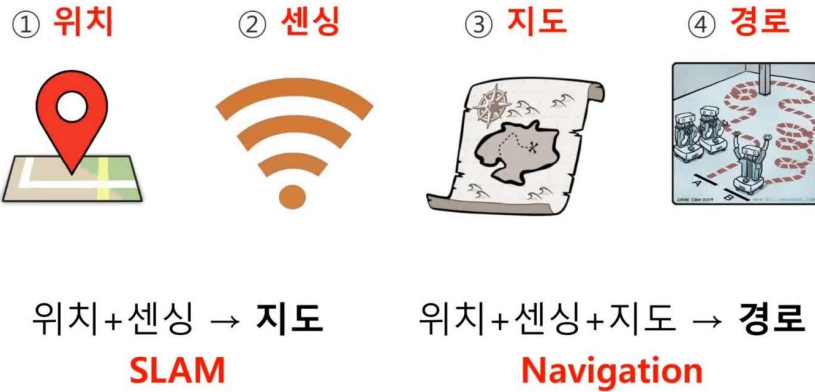 ① 위치
② 센싱
③ 지도
④ 경로
A
B
위치+센싱 → 지도
위치+센싱+지도 → 경로
SLAM
Navigation